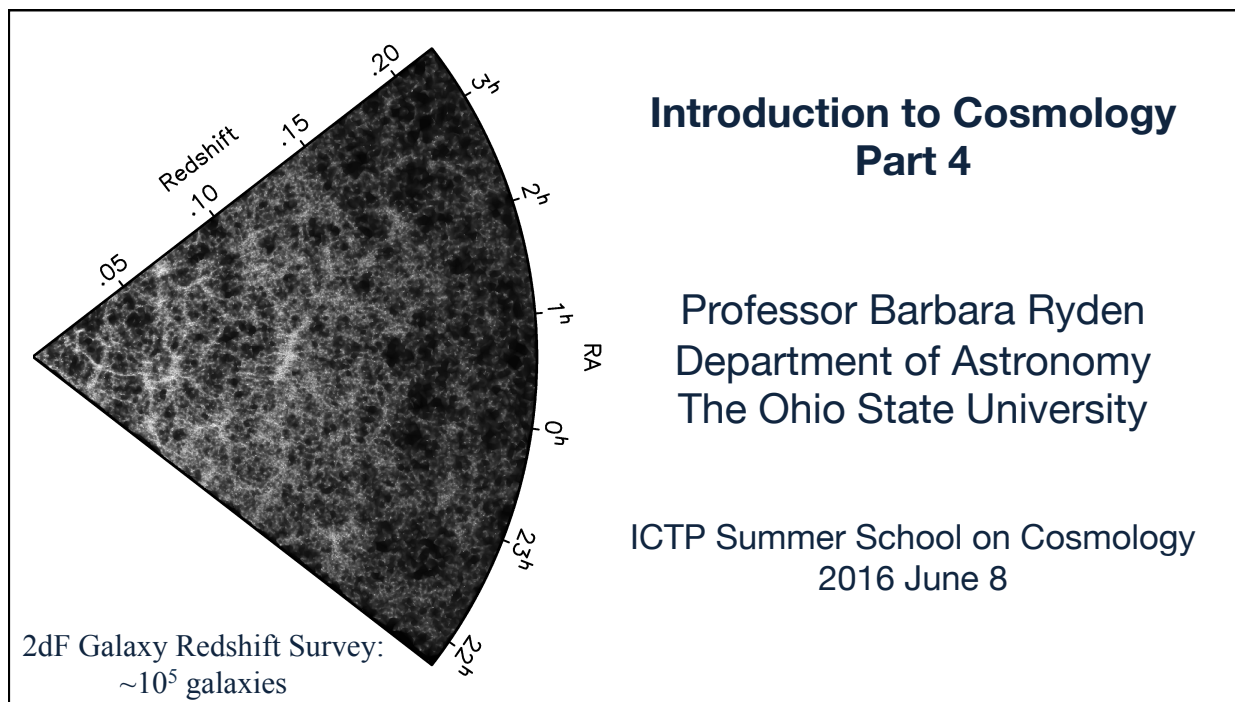 Introduction to Cosmology
Part 4
Professor Barbara Ryden
Department of Astronomy
The Ohio State University
ICTP Summer School on Cosmology
2016 June 8
Redshift
.05
.10
.15
.20
3h
2h
1h
0h
23h
22h
RA
2dF Galaxy Redshift Survey:
~10⁵ galaxies